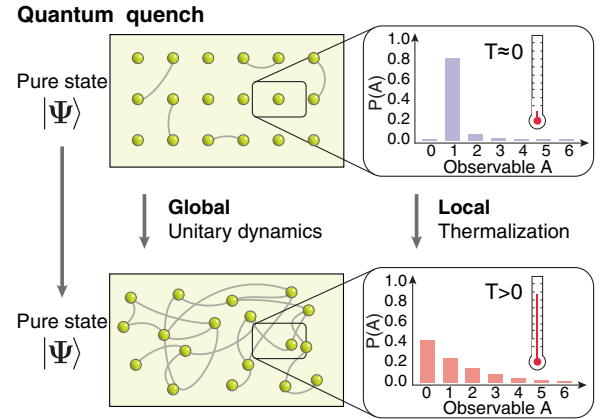 Quantum quench
Pure state
|Ψ⟩
1.0
0.8
0.6
0.4
0.2
0.0
P(A)
T≈0
0 1 2 3 4 5 6
Observable A
Global
Unitary dynamics
Local
Thermalization
Pure state
|Ψ⟩
1.0
0.8
0.6
0.4
0.2
0.0
P(A)
T>0
0 1 2 3 4 5 6
Observable A